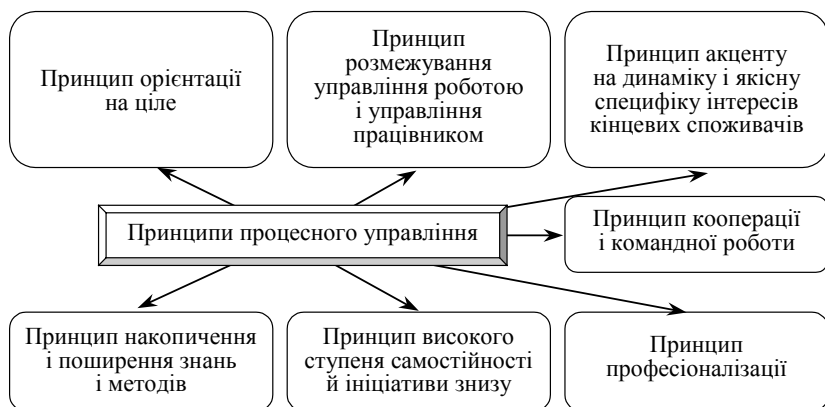 Принцип орієнтації
на ціле
Принцип
розмежування
управління роботою
і управління
працівником
Принцип акценту
на динаміку і якісну
специфіку інтересів
кінцевих споживачів
Принципи процесного управління
Принцип кооперації
і командної роботи
Принцип накопичення
і поширення знань
і методів
Принцип високого
ступеня самостійності
й ініціативи знизу
Принцип
професіоналізації